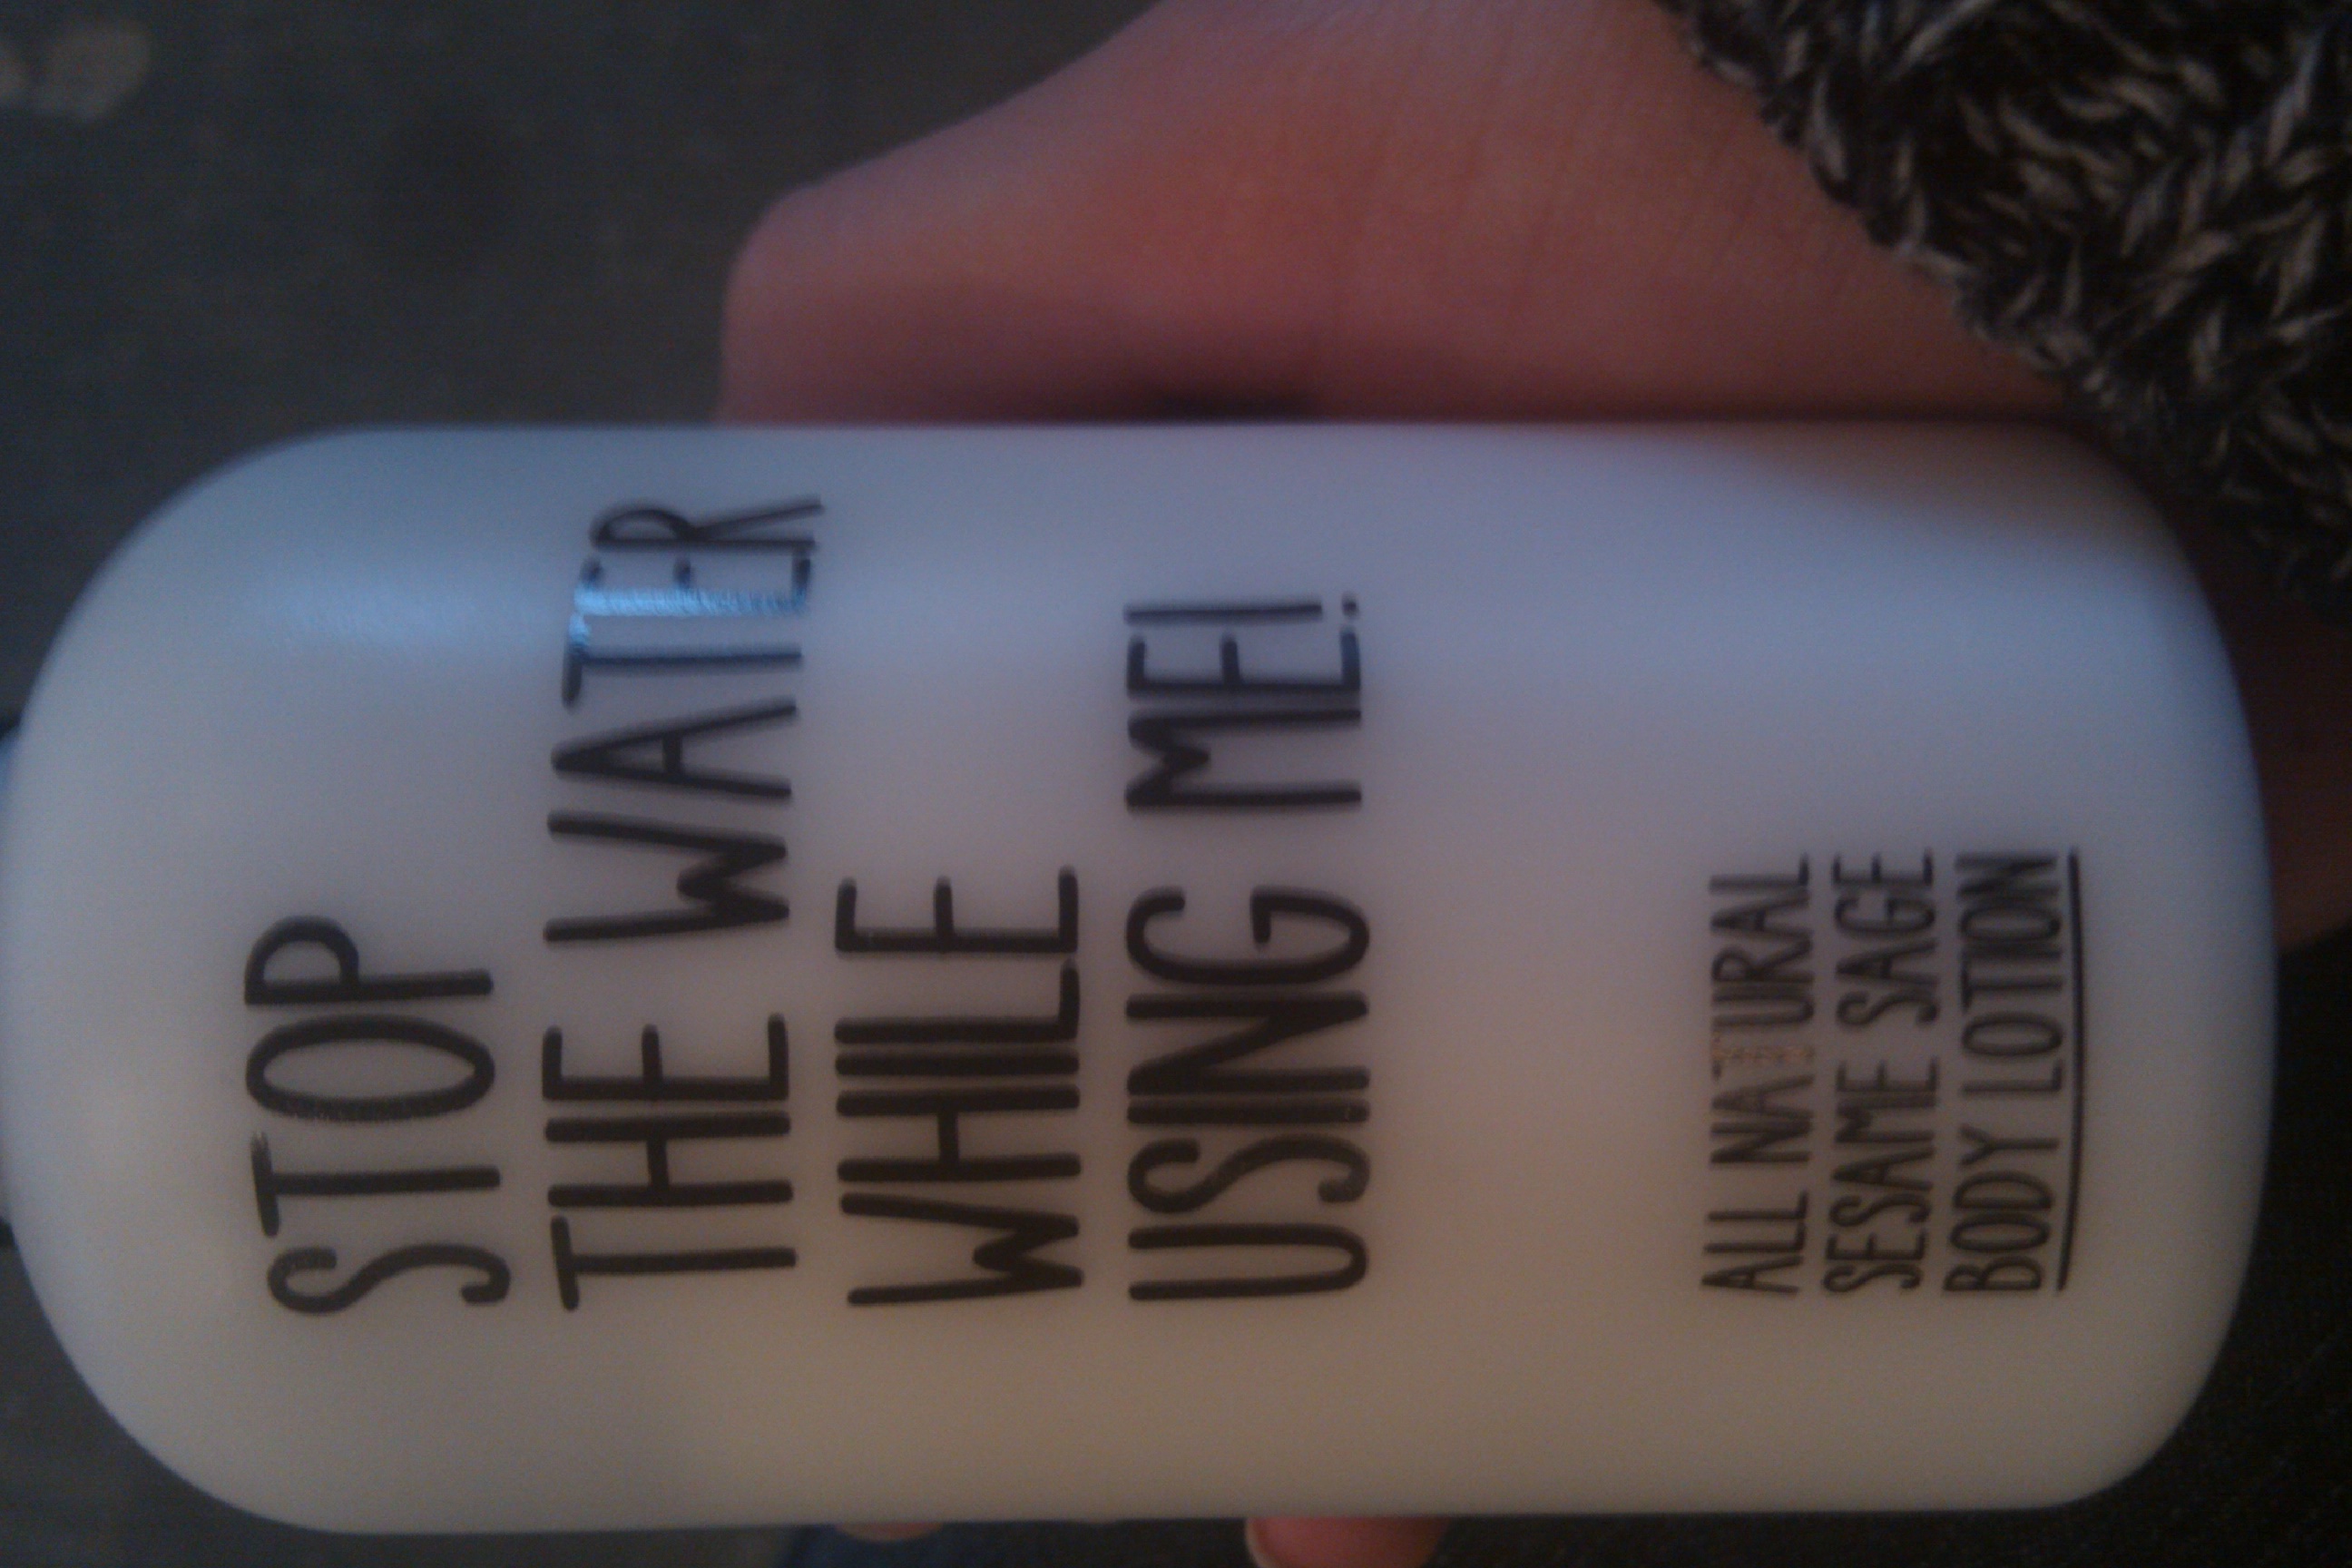 STOP
THE WATER
WHILE
USING ME!
ALL NATURAL
SESAME SAGE
BODY LOTION